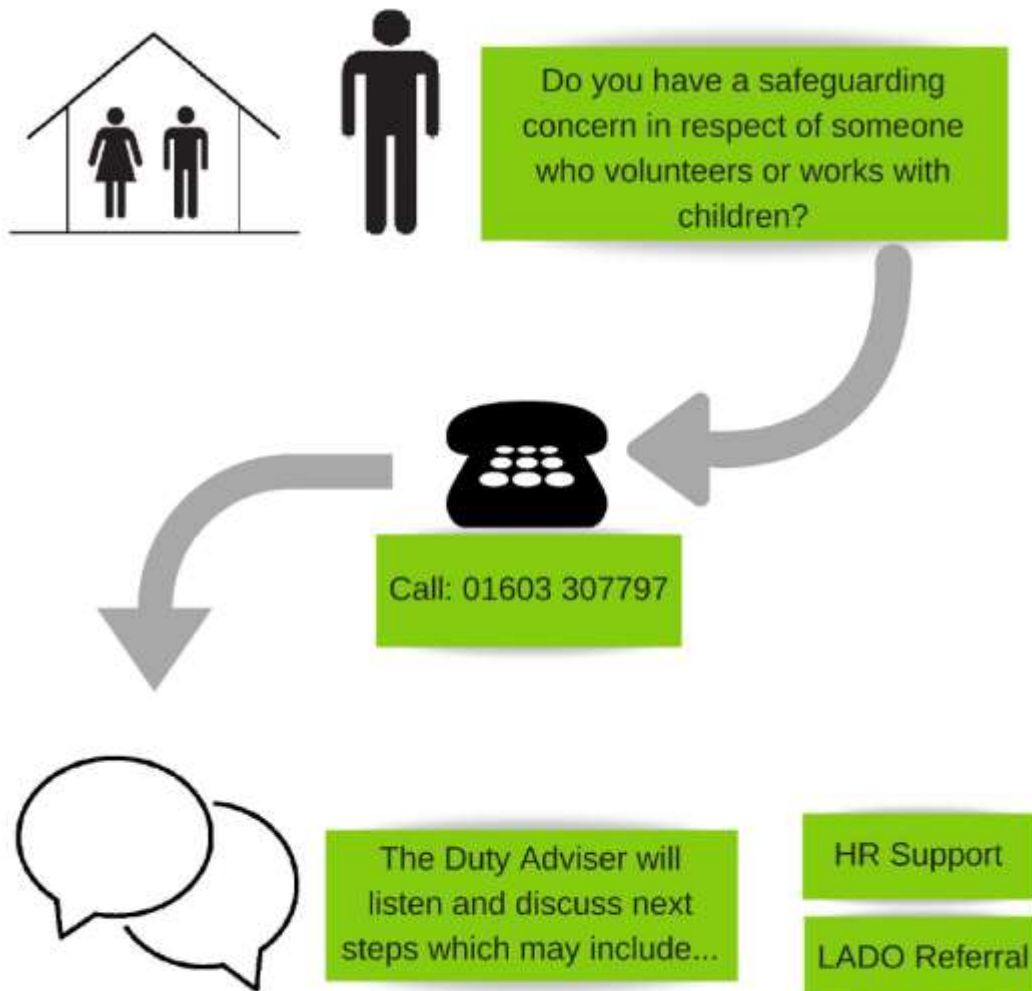 Do you have a safeguarding
concern in respect of someone
who volunteers or works with
children?
Call: 01603 307797
The Duty Adviser will
listen and discuss next
steps which may include...
HR Support
LADO Referral